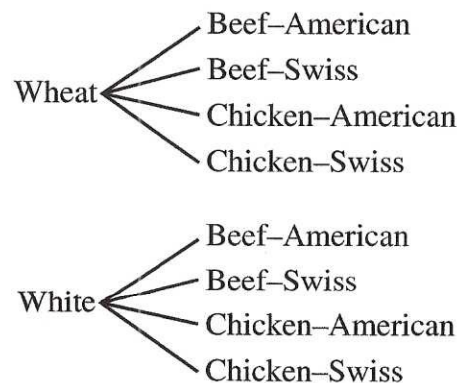 Beef–American
Beef–Swiss
Wheat
Chicken–American
Chicken–Swiss
Beef–American
Beef–Swiss
White
Chicken–American
Chicken–Swiss